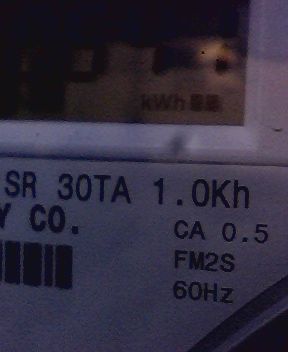 kWh
SR 30TA 1.0Kh
Y CO.
CA 0.5
FM2S
60Hz